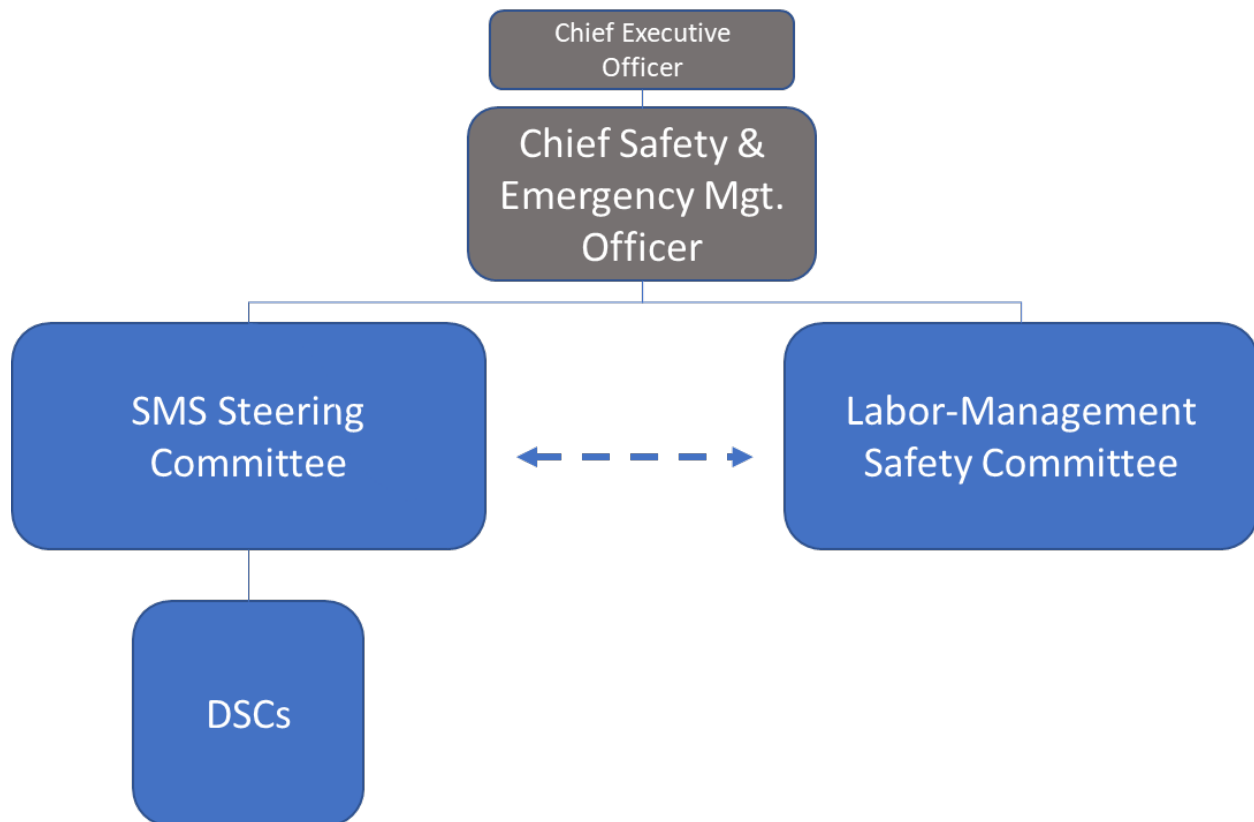 Chief Executive
Officer
Chief Safety &
Emergency Mgt.
Officer
SMS Steering
Committee
Labor-Management
Safety Committee
DSCs